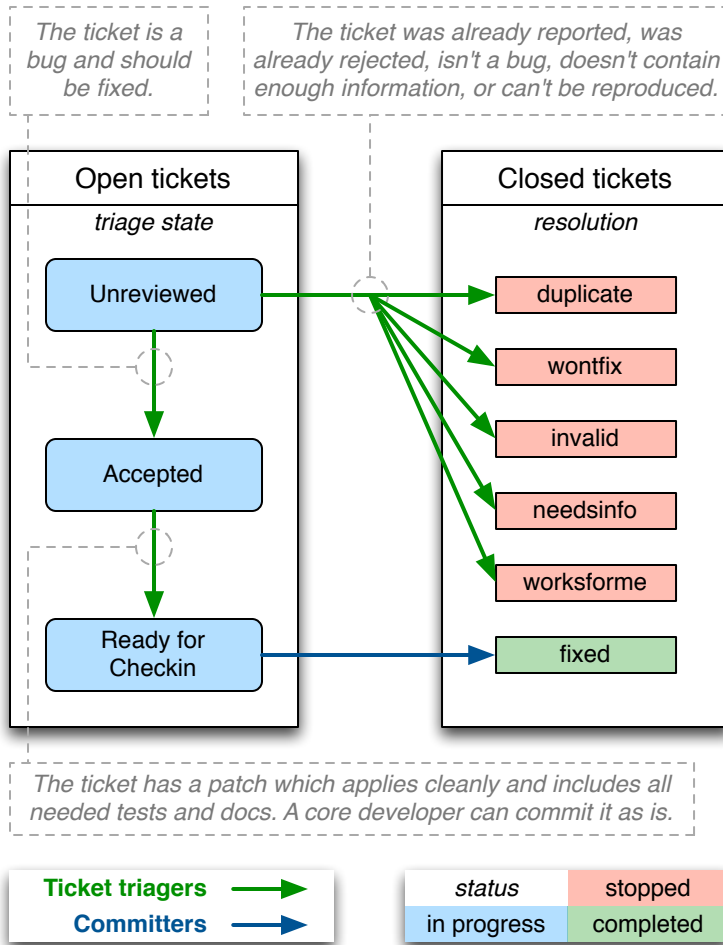 The ticket is a
bug and should
be fixed.
The ticket was already reported, was
already rejected, isn't a bug, doesn't contain
enough information, or can't be reproduced.
Open tickets
triage state
Unreviewed
Accepted
Ready for
Checkin
Closed tickets
resolution
duplicate
wontfix
invalid
needsinfo
worksforme
fixed
The ticket has a patch which applies cleanly and includes all
needed tests and docs. A core developer can commit it as is.
Ticket triagers
Committers
status
stopped
in progress
completed